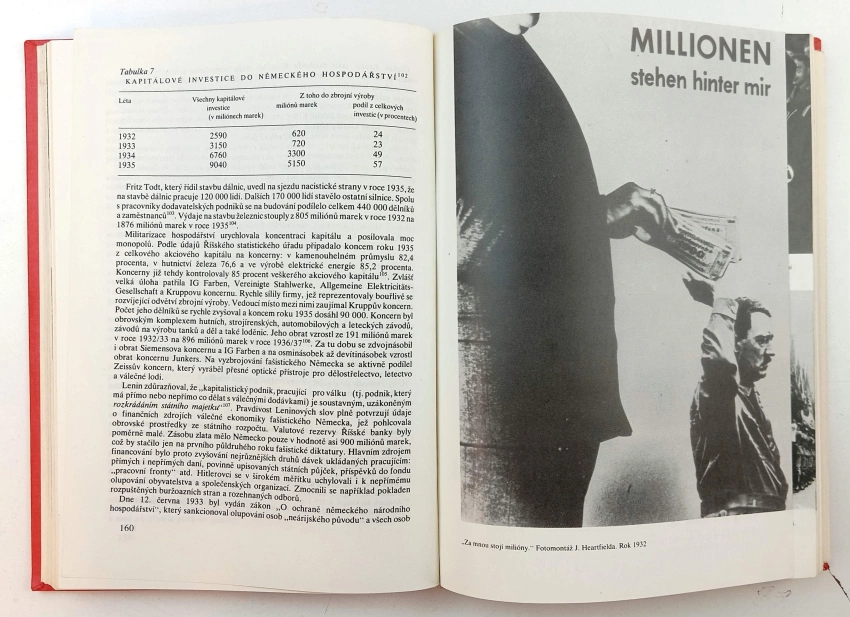 Tabulka 7
KAPITÁLOVÉ INVESTICE DO NĚMECKÉHO HOSPODÁŘSTVÍ¹⁰²
Léta Všechny kapitálové Z toho do zbrojní výroby
investice miliónů marek podíl z celkových
(v miliónech marek) investic (v procentech)
1932 2590 620 24
1933 3150 720 23
1934 6760 3300 49
1935 9040 5150 57
Fritz Todt, který řídil stavbu dálnic, uvedl na sjezdu nacistické strany v roce 1935, že
na stavbě dálnic pracuje 120 000 lidí. Dalších 170 000 lidí stavělo ostatní silnice. Spolu
s pracovníky dodavatelských podniků se na budování podílelo celkem 440 000 dělníků
a zaměstnanců¹⁰³. Výdaje na stavbu železnic stouply z 805 miliónů marek v roce 1932 na
1876 miliónů marek v roce 1935¹⁰⁴.
Militarizace hospodářství urychlovala koncentraci kapitálu a posilovala moc
monopolů. Podle údajů Říšského statistického úřadu připadalo koncem roku 1935
z celkového akciového kapitálu na koncerny: v kamenouhelném průmyslu 82,4
procenta, v hutnictví železa 76,6 a ve výrobě elektrické energie 85,2 procenta.
Koncerny již tehdy kontrolovaly 85 procent veškerého akciového kapitálu¹⁰⁵. Zvlášť
velká úloha patřila IG Farben, Vereinigte Stahlwerke, Allgemeine Elektricitäts-
Gesellschaft a Kruppovu koncernu. Rychle sílily firmy, jež reprezentovaly bouřlivě se
rozvíjející odvětví zbrojní výroby. Vedoucí místo mezi nimi zaujímal Kruppův koncern.
Počet jeho dělníků se rychle zvyšoval a koncem roku 1935 dosáhl 90 000. Koncern byl
obrovským komplexem hutních, strojírenských, automobilových a leteckých závodů,
závodů na výrobu tanků a děl a také loděnic. Jeho obrat vzrostl ze 191 miliónů marek
v roce 1932/33 na 896 miliónů marek v roce 1936/37¹⁰⁶. Za tu dobu se zdvojnásobil
i obrat Siemensova koncernu a IG Farben a na osminásobek až devítinásobek vzrostl
obrat koncernu Junkers. Na vyzbrojování fašistického Německa se aktivně podílel
Zeissův koncern, který vyráběl přesné optické přístroje pro dělostřelectvo, letectvo
a válečné lodi.
Lenin zdůrazňoval, že „kapitalistický podnik, pracující pro válku (tj. podnik, který
má přímo nebo nepřímo co dělat s válečnými dodávkami) je soustavným, uzákoněným
rozkrádáním státního majetku“¹⁰⁷. Pravdivost Leninových slov plně potvrzují údaje
o finančních zdrojích válečné ekonomiky fašistického Německa, jež pohlcovala
obrovské prostředky ze státního rozpočtu. Valutové rezervy Říšské banky byly
poměrně malé. Zásobu zlata mělo Německo pouze v hodnotě asi 900 miliónů marek,
což by stačilo jen na prvního půldruhého roku fašistické diktatury. Hlavním zdrojem
financování bylo proto zvyšování nejrůznějších druhů dávek ukládaných pracujícím:
přímých i nepřímých daní, povinně upisovaných státních půjček, příspěvků do fondu
„pracovní fronty“ atd. Hitlerovci se v širokém měřítku uchylovali i k nepřímému
olupování obyvatelstva a společenských organizací. Zmocnili se například pokladen
rozpuštěných buržoazních stran a rozehnaných odborů.
Dne 12. června 1933 byl vydán zákon „O ochraně německého národního
hospodářství“, který sankcionoval olupování osob „neárijského původu“ a všech osob
160
MILLIONEN
stehen hinter mir
„Za mnou stojí milióny.“ Fotomontáž J. Heartfielda. Rok 1932